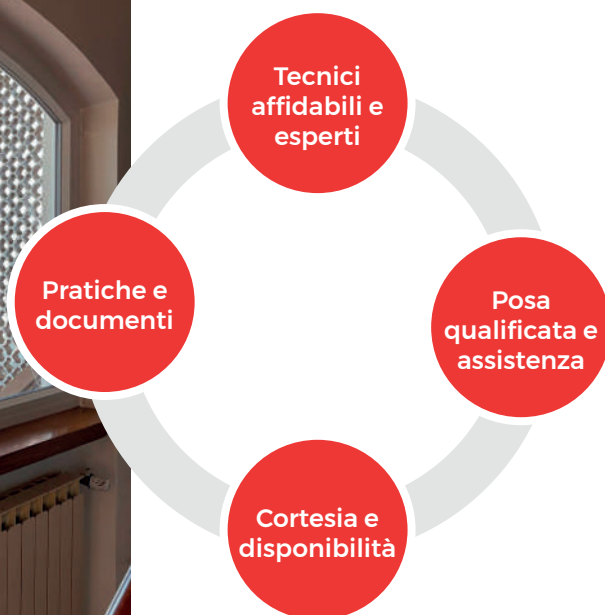 Tecnici
affidabili e
esperti
Pratiche e
documenti
Posa
qualificata e
assistenza
Cortesia e
disponibilità